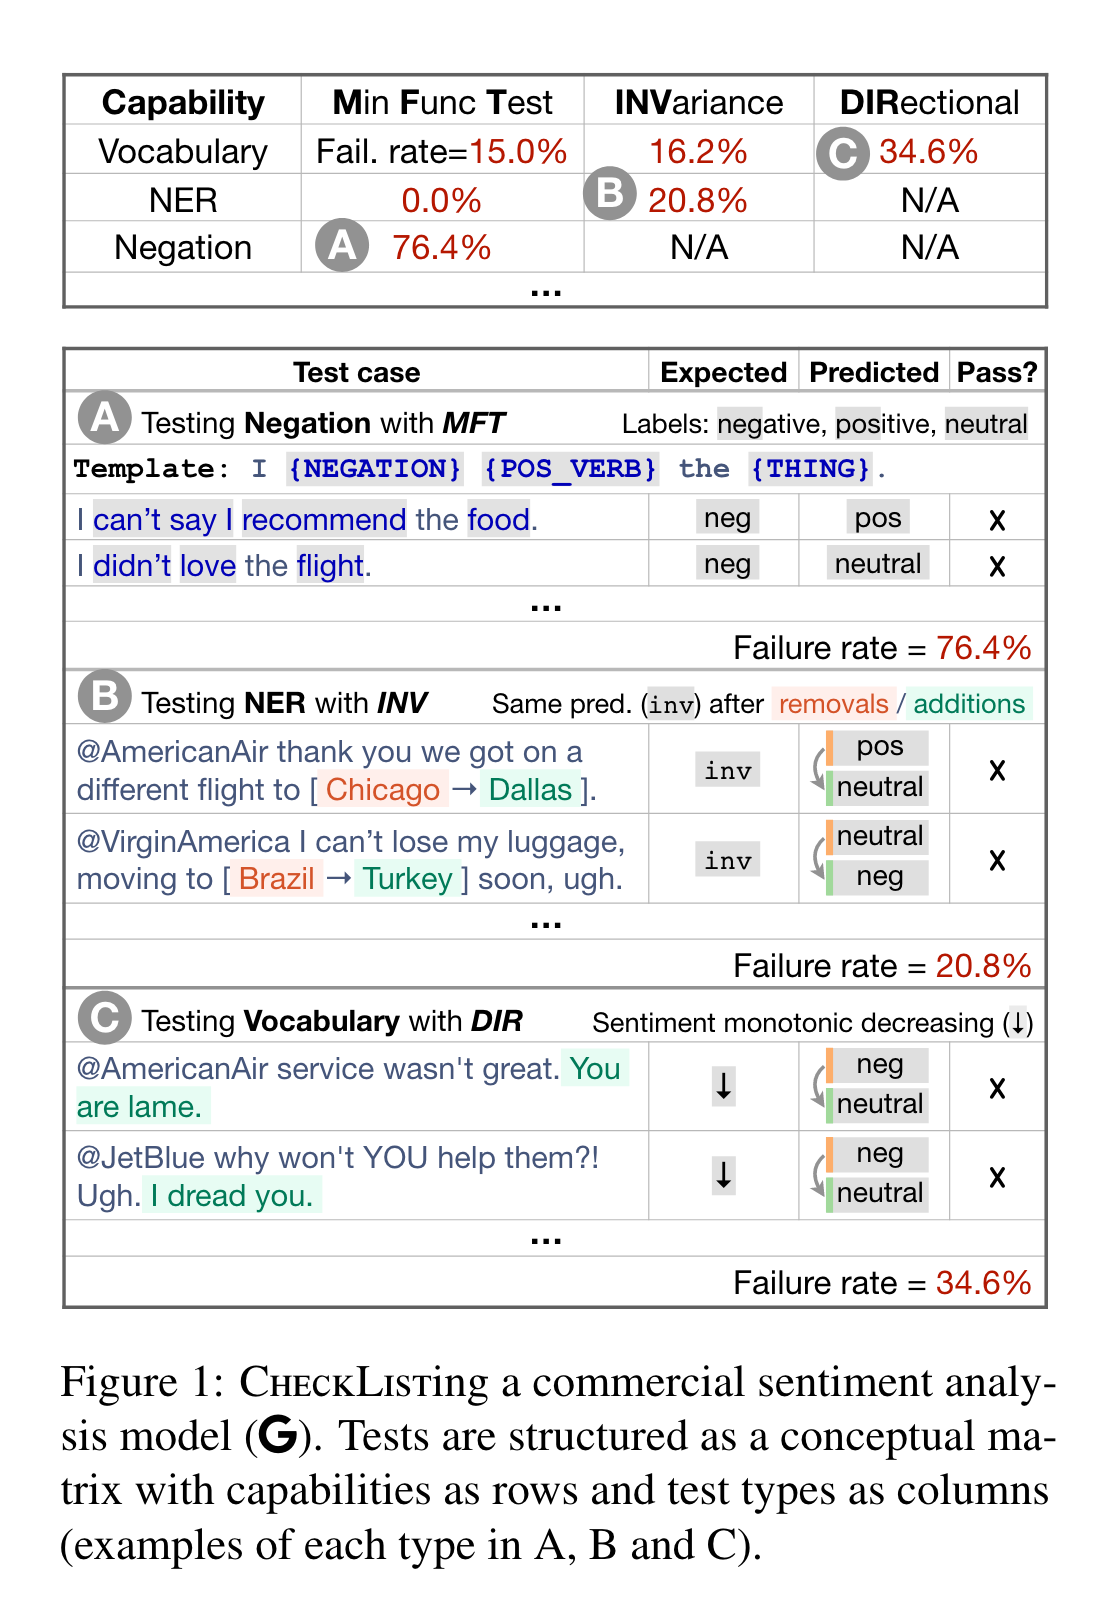 Capability Min Func Test INVariance DIRectional
Vocabulary Fail. rate=15.0% 16.2% C 34.6%
NER 0.0% B 20.8% N/A
Negation A 76.4% N/A N/A
...
Test case Expected Predicted Pass?
A Testing Negation with MFT Labels: negative, positive, neutral
Template: I {NEGATION} {POS_VERB} the {THING}.
I can’t say I recommend the food. neg pos X
I didn’t love the flight. neg neutral X
...
Failure rate = 76.4%
B Testing NER with INV Same pred. (inv) after removals / additions
@AmericanAir thank you we got on a
different flight to [ Chicago → Dallas ]. inv pos neutral X
@VirginAmerica I can’t lose my luggage,
moving to [ Brazil → Turkey ] soon, ugh. inv neutral neg X
...
Failure rate = 20.8%
C Testing Vocabulary with DIR Sentiment monotonic decreasing (↓)
@AmericanAir service wasn't great. You
are lame. ↓ neg neutral X
@JetBlue why won't YOU help them?!
Ugh. I dread you. ↓ neg neutral X
...
Failure rate = 34.6%
Figure 1: CHECKLISTing a commercial sentiment analy-
sis model (G). Tests are structured as a conceptual ma-
trix with capabilities as rows and test types as columns
(examples of each type in A, B and C).